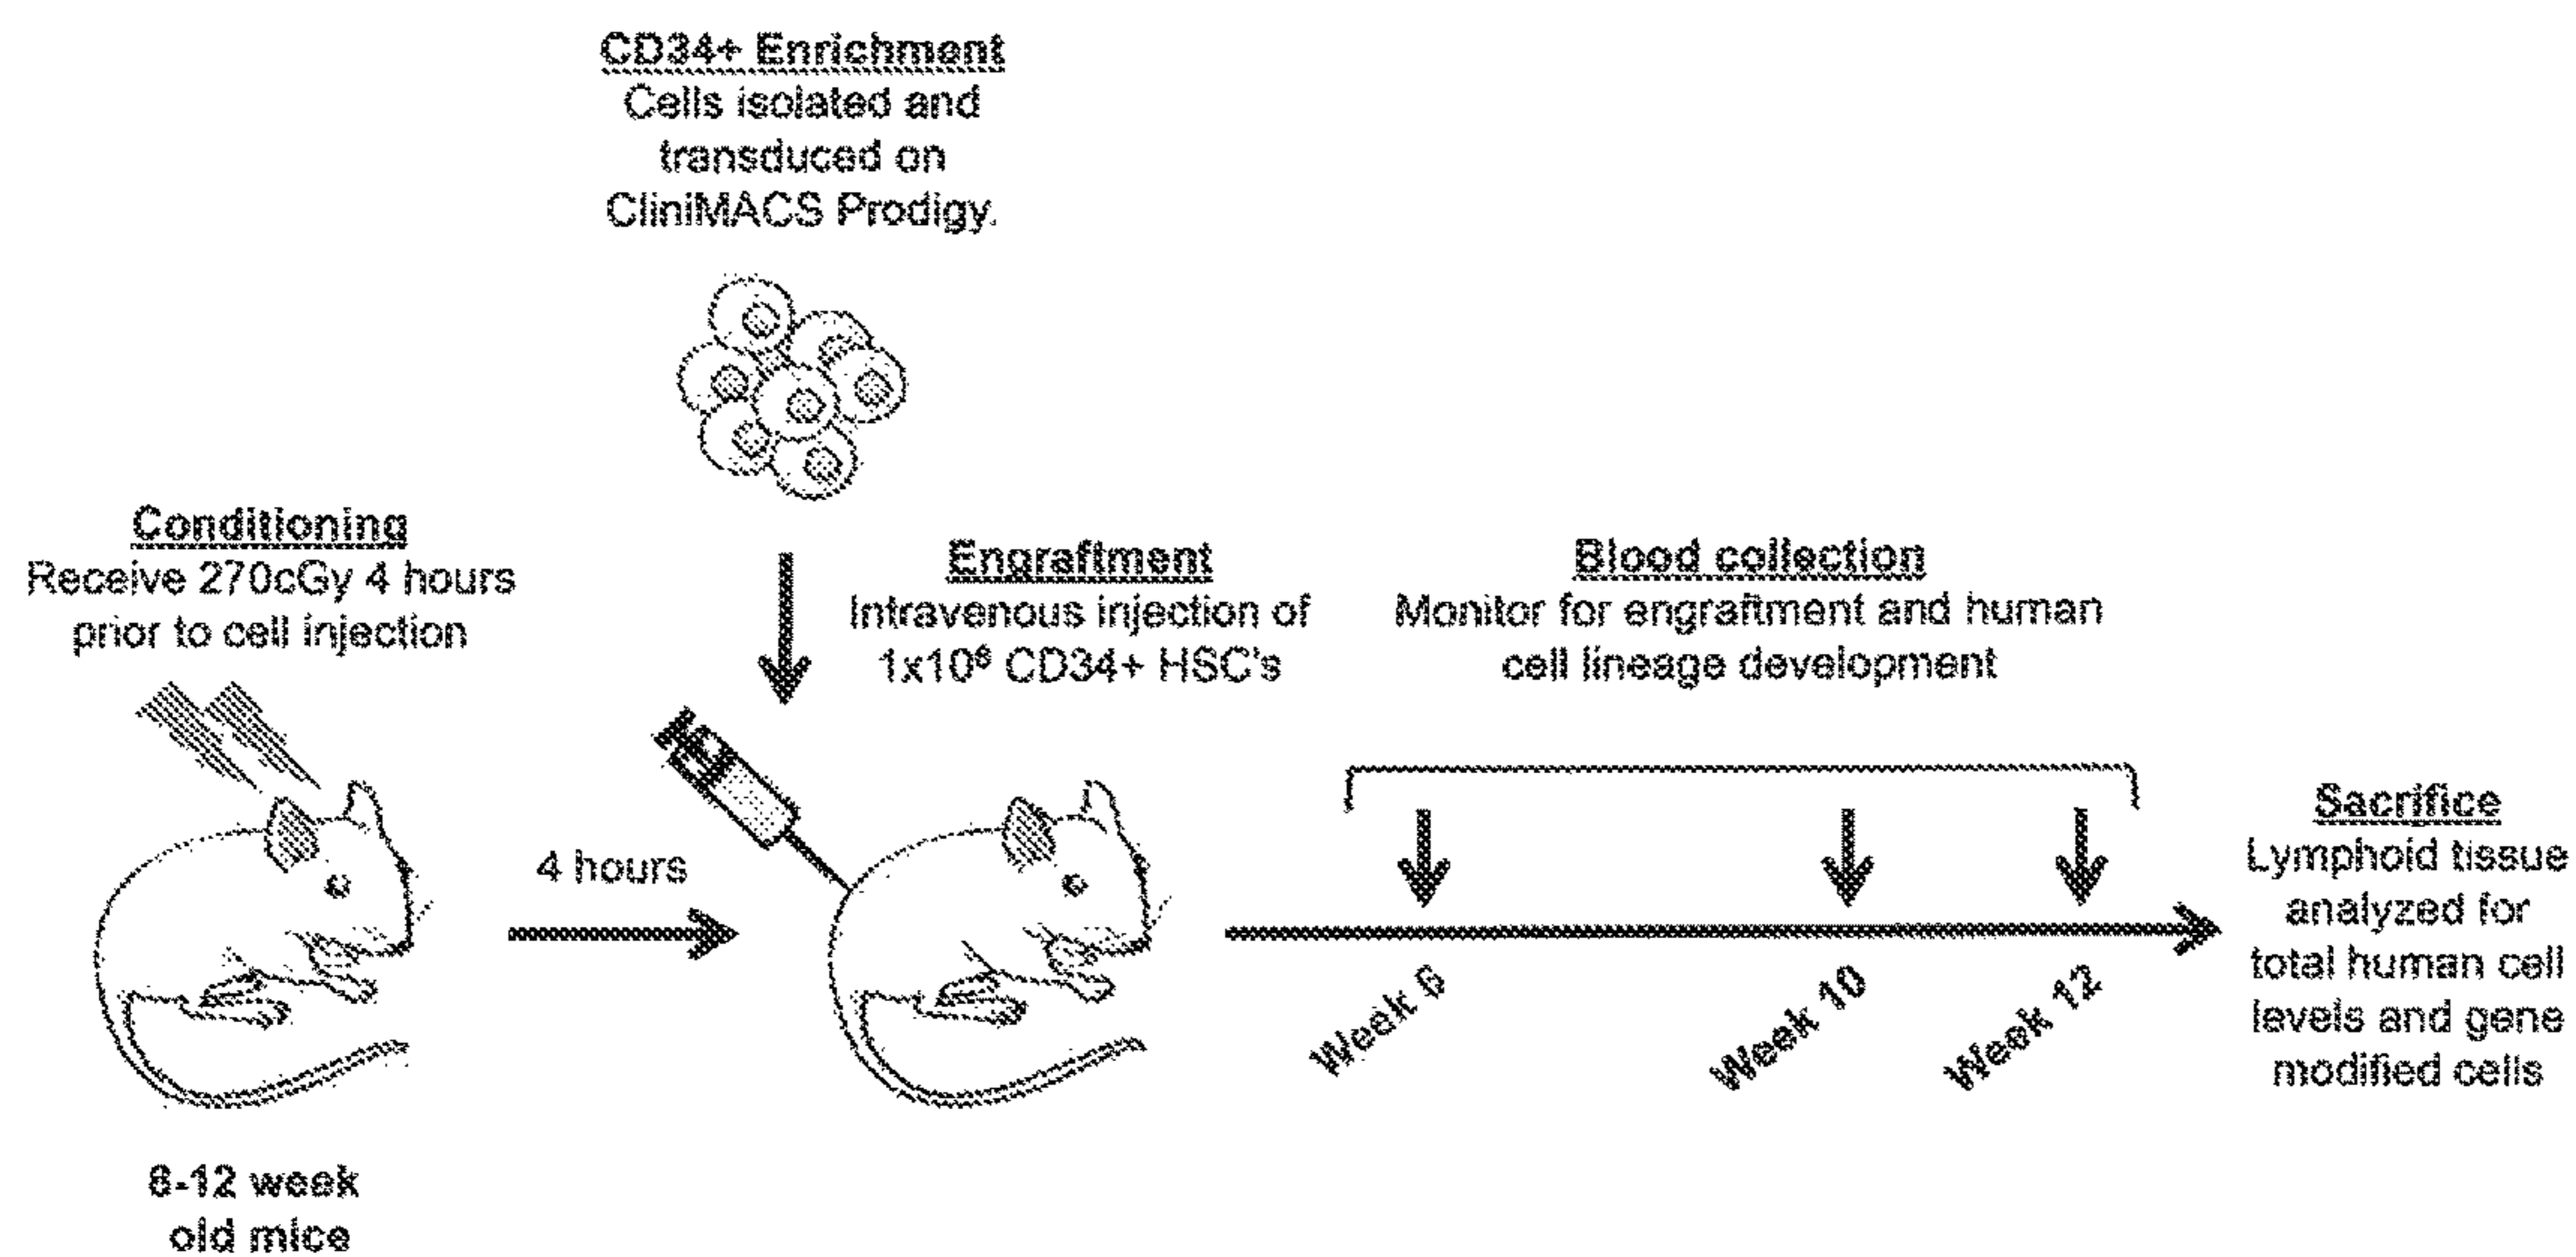 CD34+ Enrichment
Cells isolated and
transduced on
CliniMACS Prodigy.
Conditioning
Receive 270cGy 4 hours
prior to cell injection
Engraftment
Intravenous injection of
1x10⁶ CD34+ HSC's
Blood collection
Monitor for engraftment and human
cell lineage development
4 hours
Week 6
Week 10
Week 12
Sacrifice
Lymphoid tissue
analyzed for
total human cell
levels and gene
modified cells
6-12 week
old mice